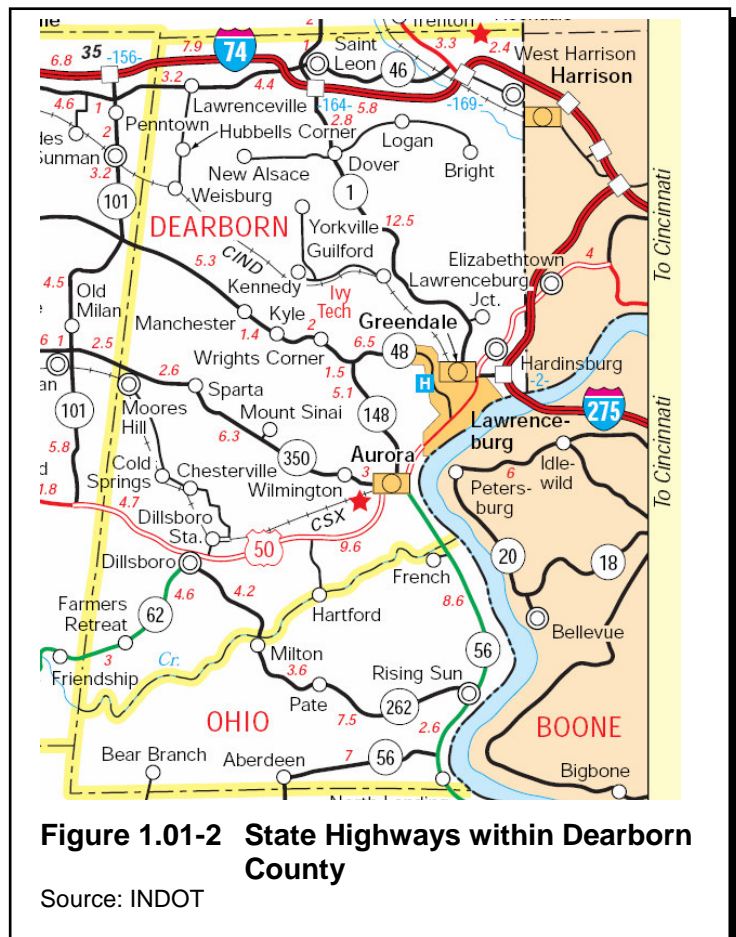 Trenton
2
7.9
3.3
2.4
35
-156-
74
1
Saint
Leon
46
West Harrison
Harrison
6.8
3.2
4.4
Lawrenceville
-164-
5.8
-169-
4.6
1
Penntown
2.8
Hubbells Corner
Logan
2
Sunman
New Alsace
Dover
Bright
3.2
Weisburg
101
1
DEARBORN
Yorkville
12.5
Guilford
CIND
5.3
Elizabethtown
4
To Cincinnati
Kennedy
Ivy
Tech
Lawrenceburg
Jct.
4.5
Old
Milan
Manchester
Kyle
2
Greendale
1.4
6.5
48
6
1
2.5
Wrights Corner
1.5
Hardinsburg
-2-
2.6
Sparta
5.1
H
275
101
Moores
Hill
Mount Sinai
148
Lawrence-
burg
6.3
350
Aurora
5.8
Cold
Springs
Chesterville
Wilmington
3
Idle-
wild
6
Peters-
burg
To Cincinnati
1.8
4.7
Dillsboro
Sta.
CSX
50
9.6
20
18
Dillsboro
French
4.6
4.2
Farmers
Retreat
62
Hartford
8.6
Bellevue
3
Cr.
Milton
56
Friendship
3.6
Rising Sun
Pate
7.5
262
2.6
OHIO
BOONE
Bear Branch
Aberdeen
7
56
Bigbone
Figure 1.01-2 State Highways within Dearborn
County
Source: INDOT